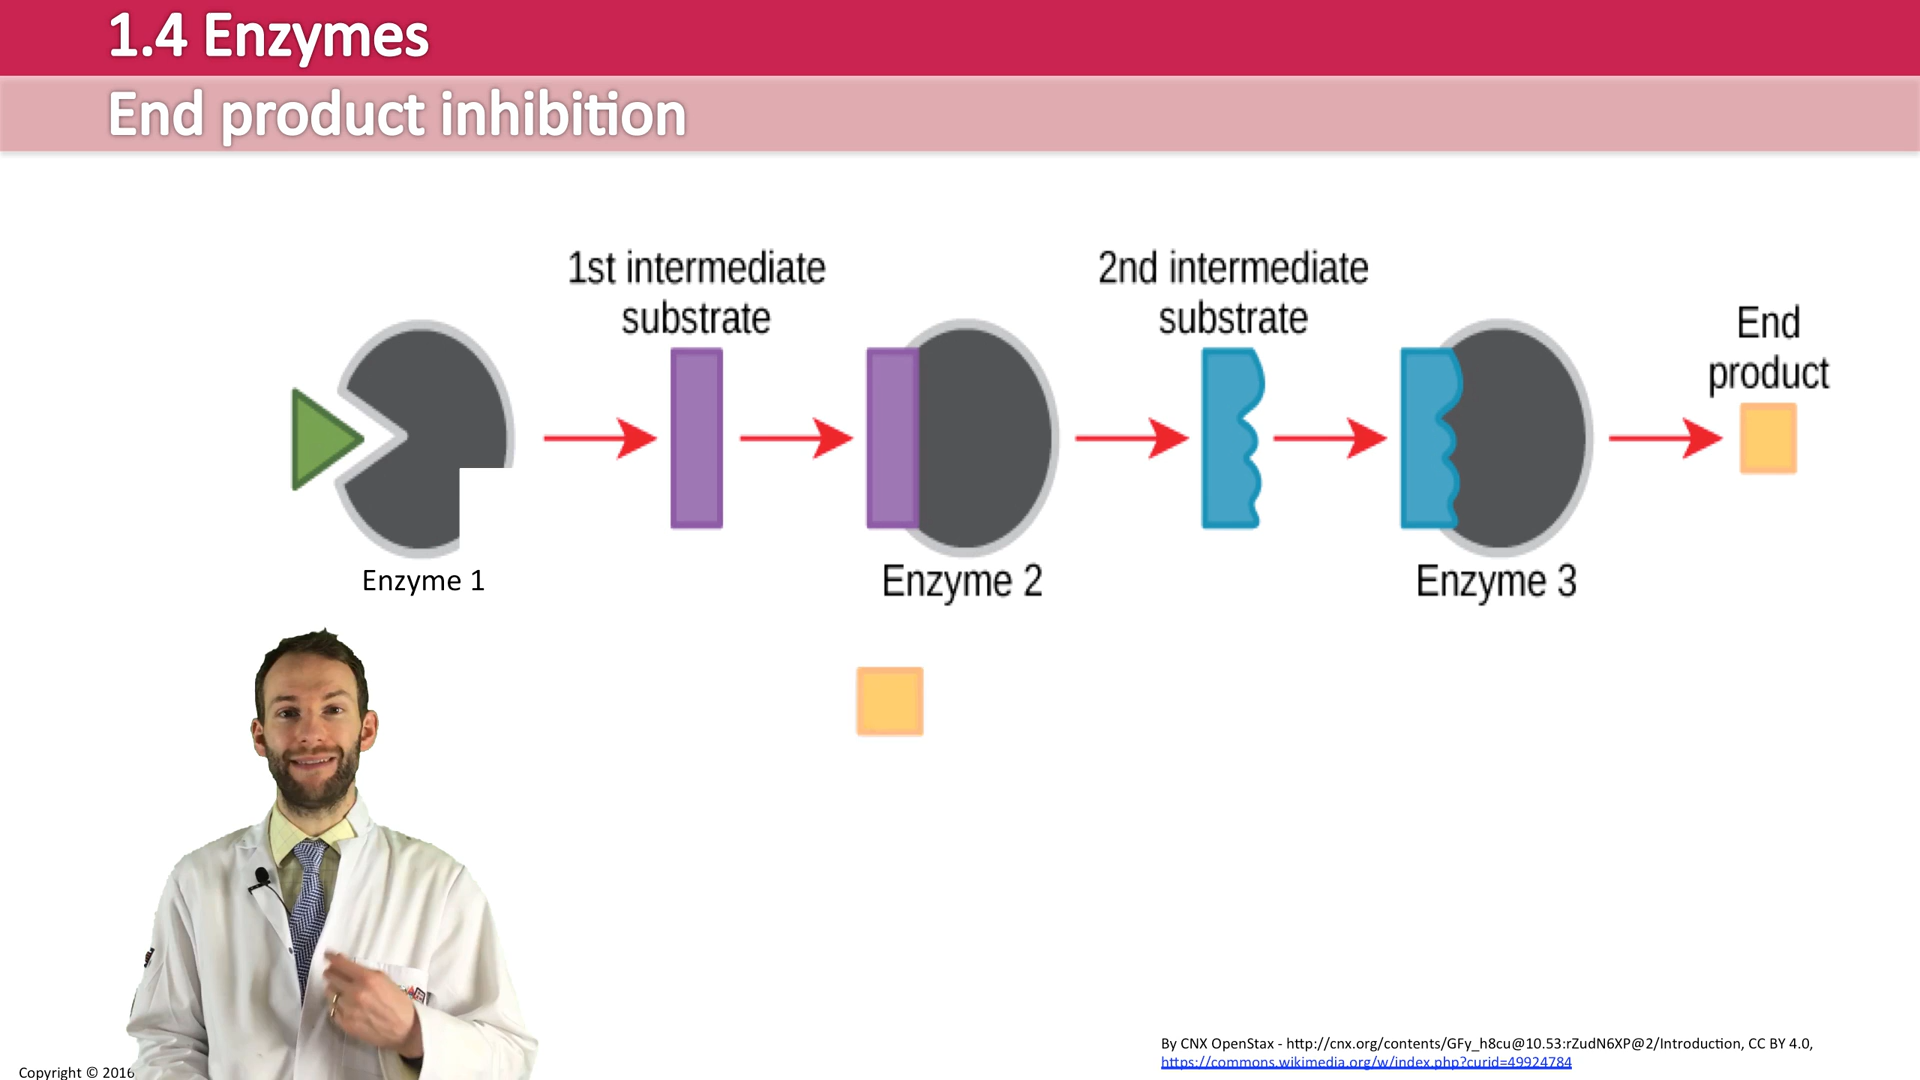 1.4 Enzymes
End product inhibition
1st intermediate
substrate
2nd intermediate
substrate
End
product
Enzyme 1
Enzyme 2
Enzyme 3
By CNX OpenStax - http://cnx.org/contents/GFy_h8cu@10.53:rZudN6XP@2/Introduction, CC BY 4.0,
https://commons.wikimedia.org/w/index.php?curid=49924784
Copyright © 2016